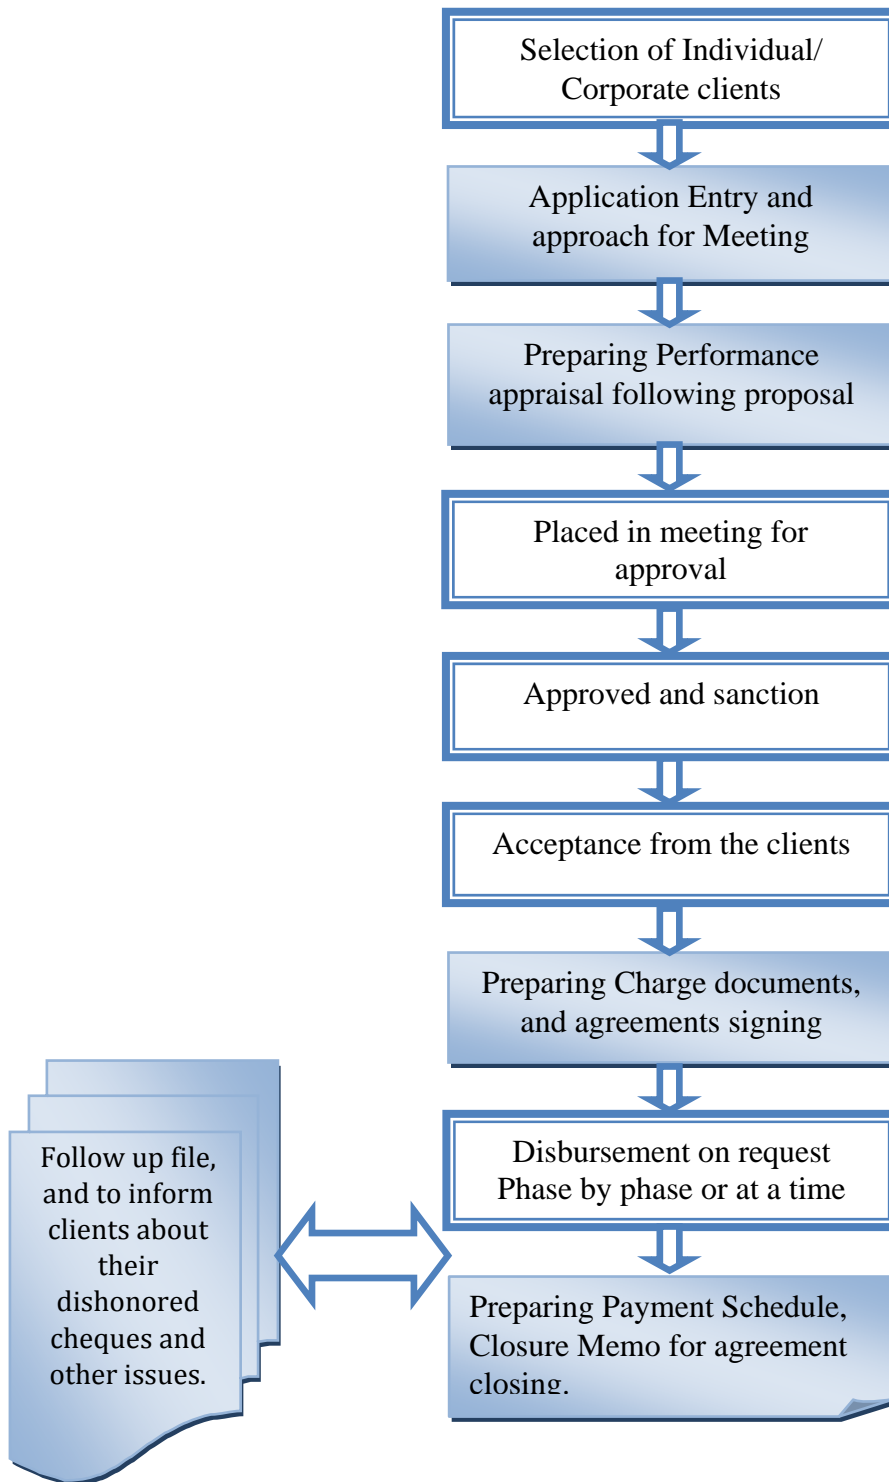 Selection of Individual/
Corporate clients
Application Entry and
approach for Meeting
Preparing Performance
appraisal following proposal
Placed in meeting for
approval
Approved and sanction
Acceptance from the clients
Preparing Charge documents,
and agreements signing
Disbursement on request
Phase by phase or at a time
Follow up file,
and to inform
clients about
their
dishonored
cheques and
other issues.
Preparing Payment Schedule,
Closure Memo for agreement
closing.